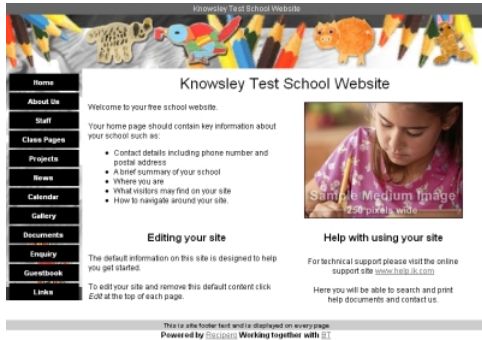 Knowsley Test School Website
Home
About Us
Staff
Class Pages
Projects
News
Calendar
Gallery
Documents
Enquiry
Guestbook
Links
Knowsley Test School Website
Welcome to your free school website.
Your home page should contain key information about
your school such as:
Contact details including phone number and
postal address
A brief summary of your school
Where you are
What visitors may find on your site
How to navigate around your site.
Sample Medium Image
250 pixels wide
Editing your site
The default information on this site is designed to help
you get started.
To edit your site and remove this default content click
Edit at the top of each page.
Help with using your site
For technical support please visit the online
support site www.help.ik.com
Here you will be able to search and print
help documents and contact us.
This is site footer text and is displayed on every page
Powered by Recipero Working together with BT